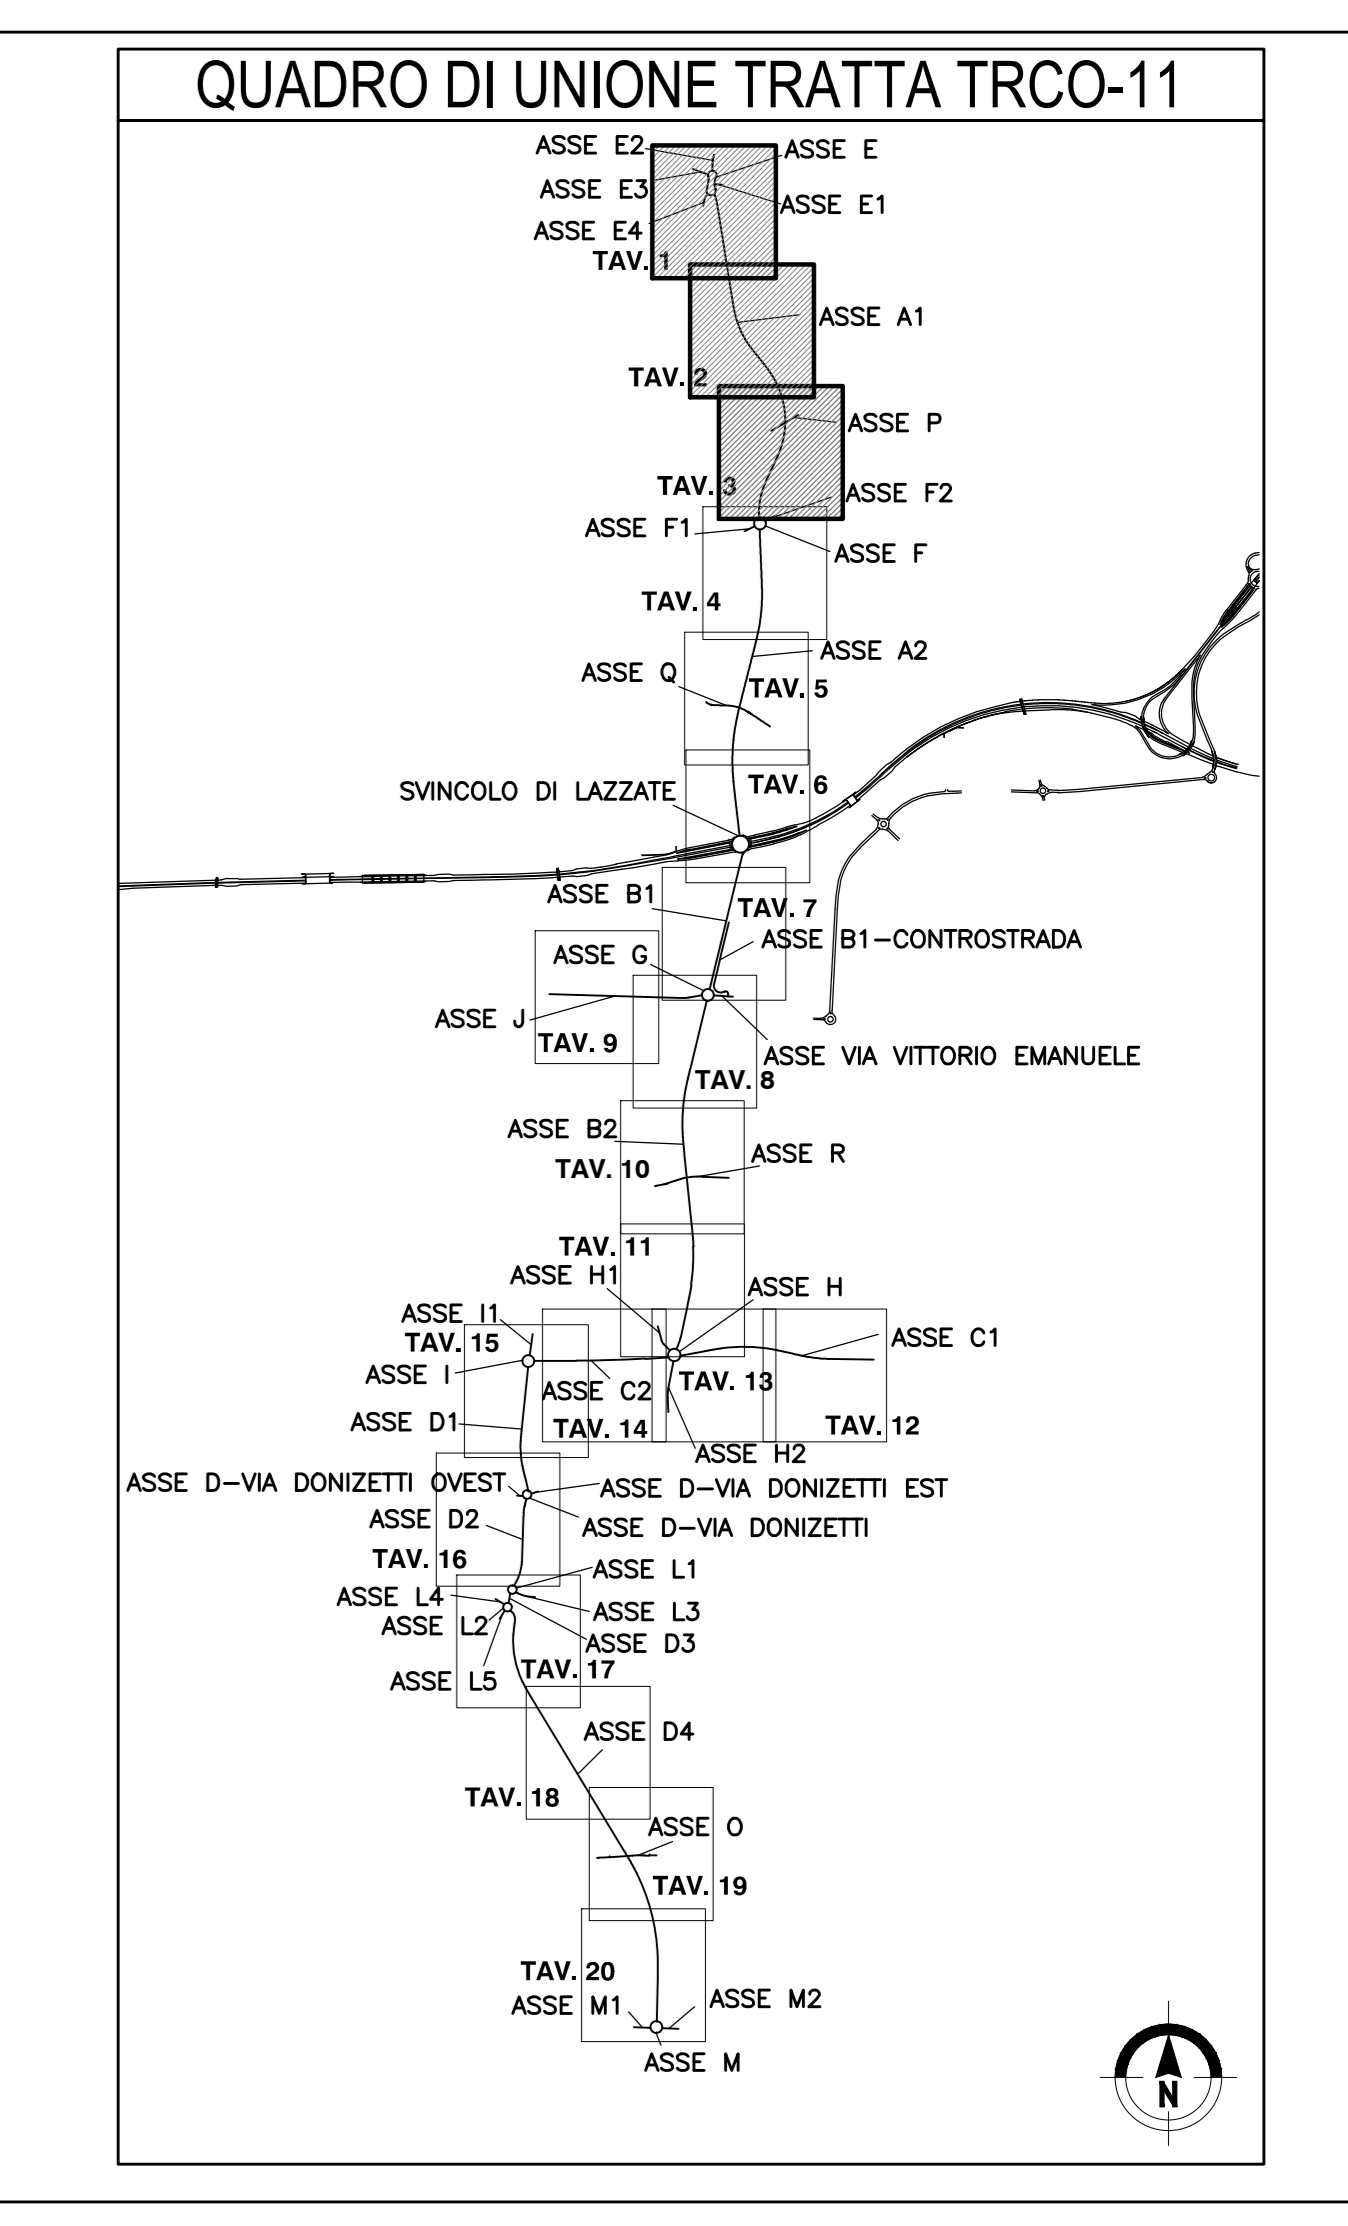 QUADRO DI UNIONE TRATTA TRCO-11
ASSE E2
ASSE E
ASSE E3
ASSE E1
ASSE E4
TAV. 1
ASSE A1
TAV. 2
ASSE P
TAV. 3
ASSE F2
ASSE F1
ASSE F
TAV. 4
ASSE A2
ASSE Q
TAV. 5
TAV. 6
SVINCOLO DI LAZZATE
ASSE B1
TAV. 7
ASSE B1-CONTROSTRADA
ASSE G
ASSE J
TAV. 9
ASSE VIA VITTORIO EMANUELE
TAV. 8
ASSE B2
ASSE R
TAV. 10
TAV. 11
ASSE H1
ASSE H
ASSE I1
ASSE C1
TAV. 15
ASSE I
TAV. 13
ASSE C2
ASSE D1
TAV. 14
TAV. 12
ASSE H2
ASSE D-VIA DONIZETTI OVEST
ASSE D-VIA DONIZETTI EST
ASSE D2
ASSE D-VIA DONIZETTI
TAV. 16
ASSE L1
ASSE L4
ASSE L3
ASSE L2
ASSE D3
TAV. 17
ASSE L5
ASSE D4
TAV. 18
ASSE O
TAV. 19
TAV. 20
ASSE M1
ASSE M2
ASSE M
N